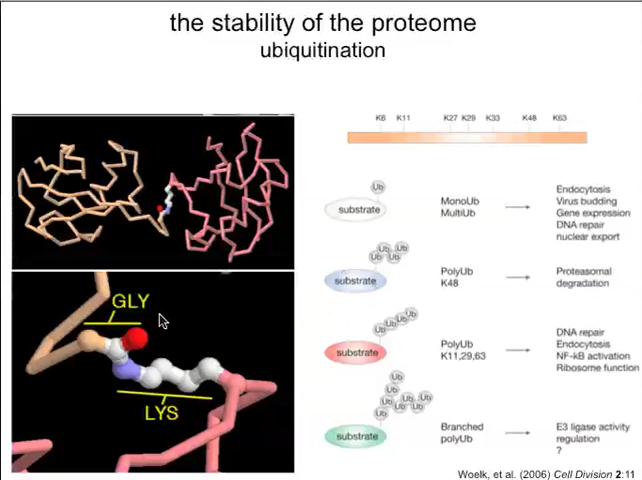 the stability of the proteome
ubiquitination
GLY
LYS
K6 K11 K27 K29 K33 K48 K63
Ub
substrate
MonoUb
MultiUb
Endocytosis
Virus budding
Gene expression
DNA repair
nuclear export
Ub Ub
Ub Ub
substrate
PolyUb
K48
Proteasomal
degradation
Ub Ub Ub Ub
substrate
PolyUb
K11,29,63
DNA repair
Endocytosis
NF-kB activation
Ribosome function
Ub
Ub
Ub Ub Ub
Ub Ub Ub
substrate
Branched
polyUb
E3 ligase activity
regulation
?
Woelk, et al. (2006) Cell Division 2:11